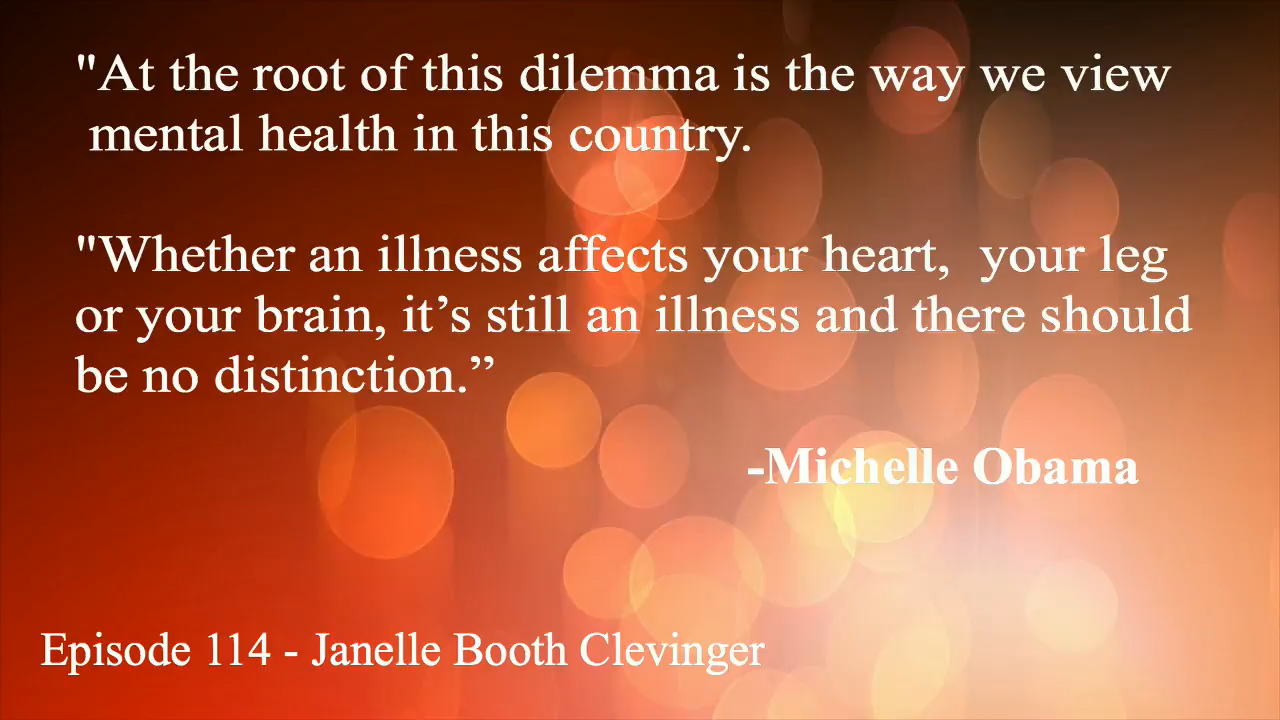 "At the root of this dilemma is the way we view
mental health in this country.
"Whether an illness affects your heart,  your leg
or your brain, it’s still an illness and there should
be no distinction.”
-Michelle Obama
Episode 114 - Janelle Booth Clevinger